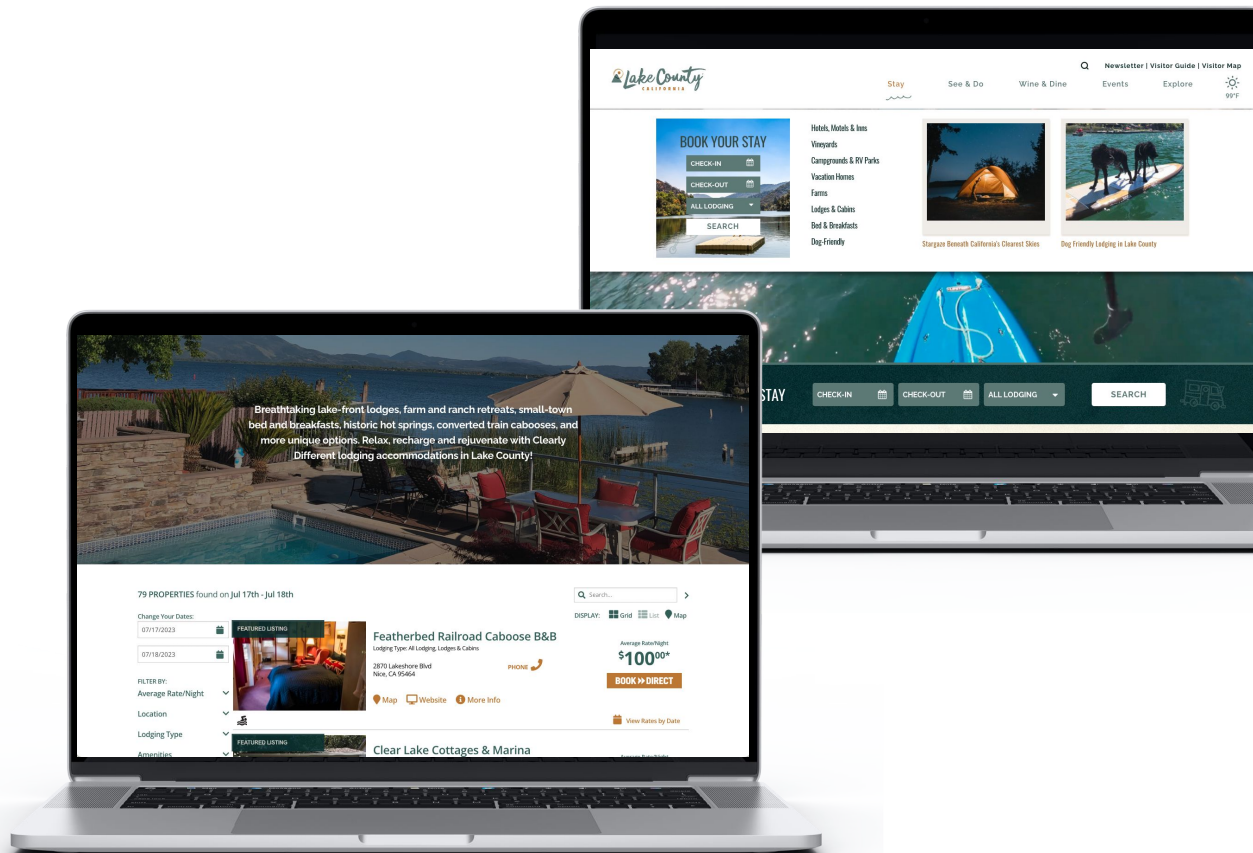 Lake County
CALIFORNIA
Newsletter | Visitor Guide | Visitor Map
Stay
See & Do
Wine & Dine
Events
Explore
99°F
BOOK YOUR STAY
CHECK-IN
CHECK-OUT
ALL LODGING
SEARCH
Hotels, Motels & Inns
Vineyards
Campgrounds & RV Parks
Vacation Homes
Farms
Lodges & Cabins
Bed & Breakfasts
Dog-Friendly
Stargaze Beneath California's Clearest Skies
Dog Friendly Lodging in Lake County
STAY
CHECK-IN
CHECK-OUT
ALL LODGING
SEARCH
Breathtaking lake-front lodges, farm and ranch retreats, small-town
bed and breakfasts, historic hot springs, converted train cabooses, and
more unique options. Relax, recharge and rejuvenate with Clearly
Different lodging accommodations in Lake County!
79 PROPERTIES found on Jul 17th - Jul 18th
Search...
DISPLAY: Grid List Map
Change Your Dates:
07/17/2023
07/18/2023
FILTER BY:
Average Rate/Night
Location
Lodging Type
Amenities
FEATURED LISTING
Featherbed Railroad Caboose B&B
Lodging Type: All Lodging, Lodges & Cabins
2870 Lakeshore Blvd
Nice, CA 95464
PHONE
Map Website More Info
Average Rate/Night
$10000*
BOOK DIRECT
View Rates by Date
FEATURED LISTING
Clear Lake Cottages & Marina
Average Rate/Night